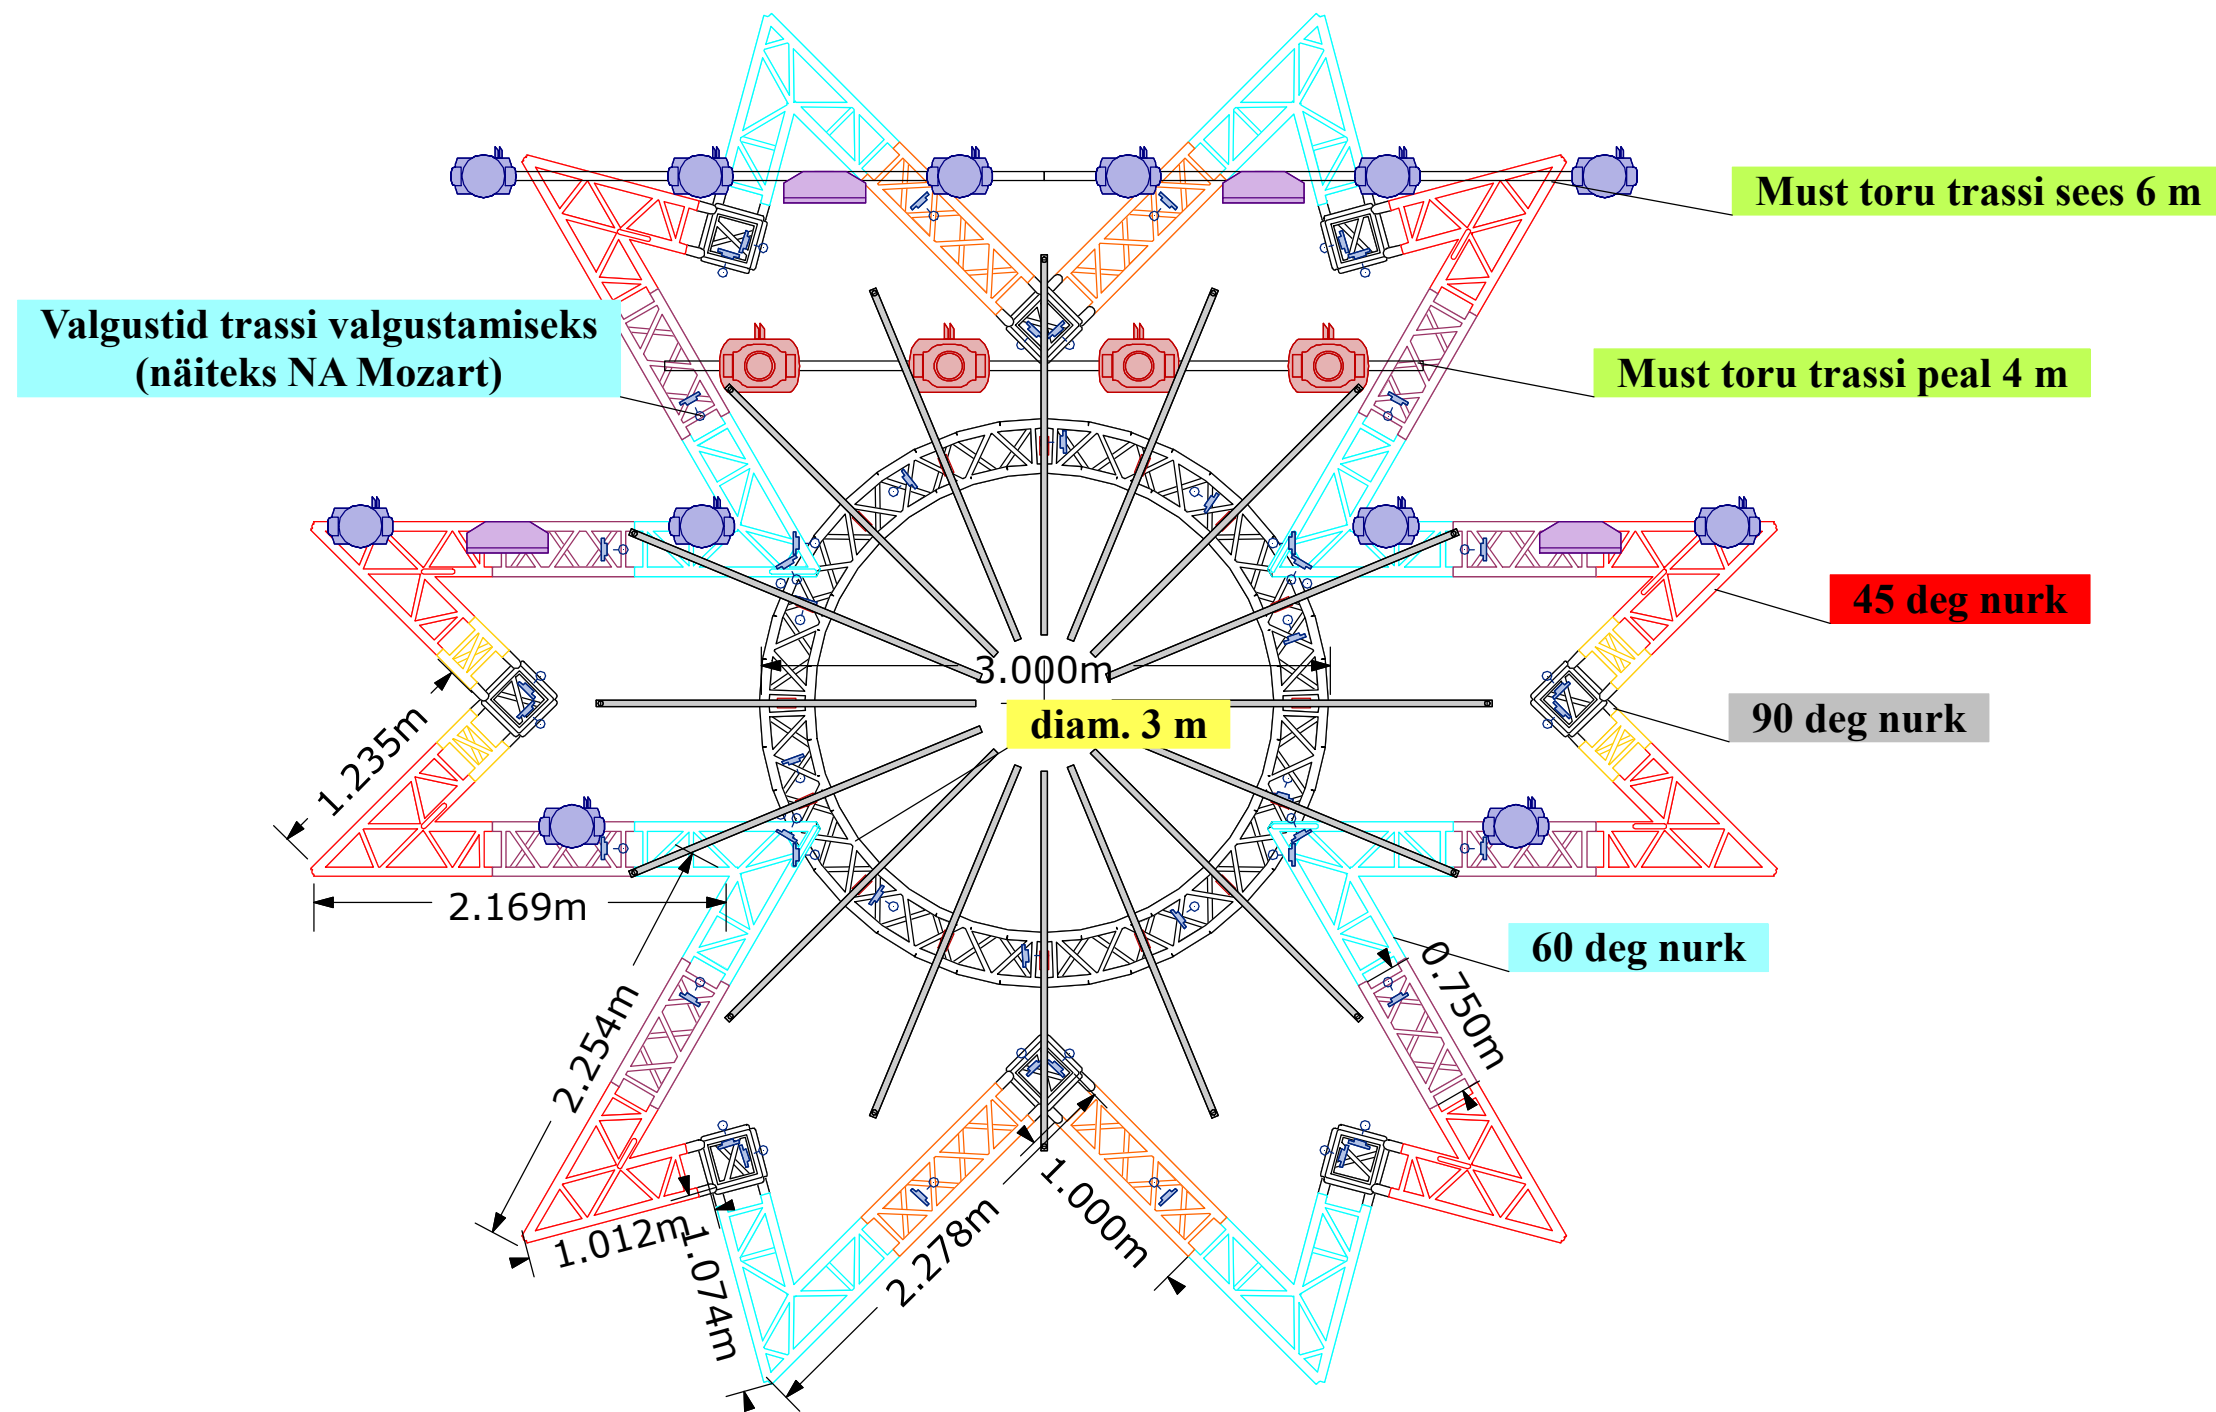 Must toru trassi sees 6 m
Valgustid trassi valgustamiseks
(näiteks NA Mozart)
Must toru trassi peal 4 m
45 deg nurk
3.000m
diam. 3 m
90 deg nurk
1.235m
2.169m
60 deg nurk
0.750m
2.254m
1.012m
1.074m
2.278m
1.000m